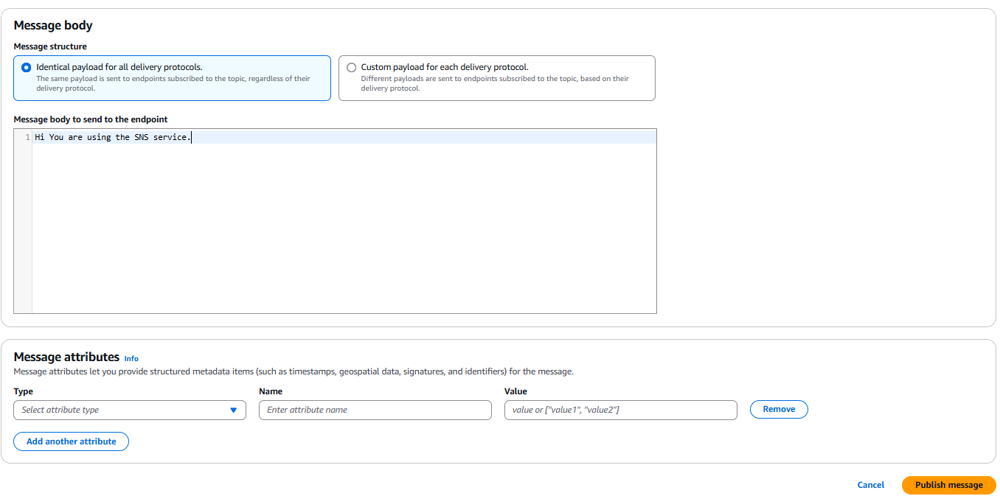 Message body
Message structure
Identical payload for all delivery protocols.
The same payload is sent to endpoints subscribed to the topic, regardless of their
delivery protocol.
Custom payload for each delivery protocol.
Different payloads are sent to endpoints subscribed to the topic, based on their
delivery protocol.
Message body to send to the endpoint
1 Hi You are using the SNS service.
Message attributes Info
Message attributes let you provide structured metadata items (such as timestamps, geospatial data, signatures, and identifiers) for the message.
Type Name Value
Select attribute type Enter attribute name value or ["value1", "value2"] Remove
Add another attribute
Cancel Publish message